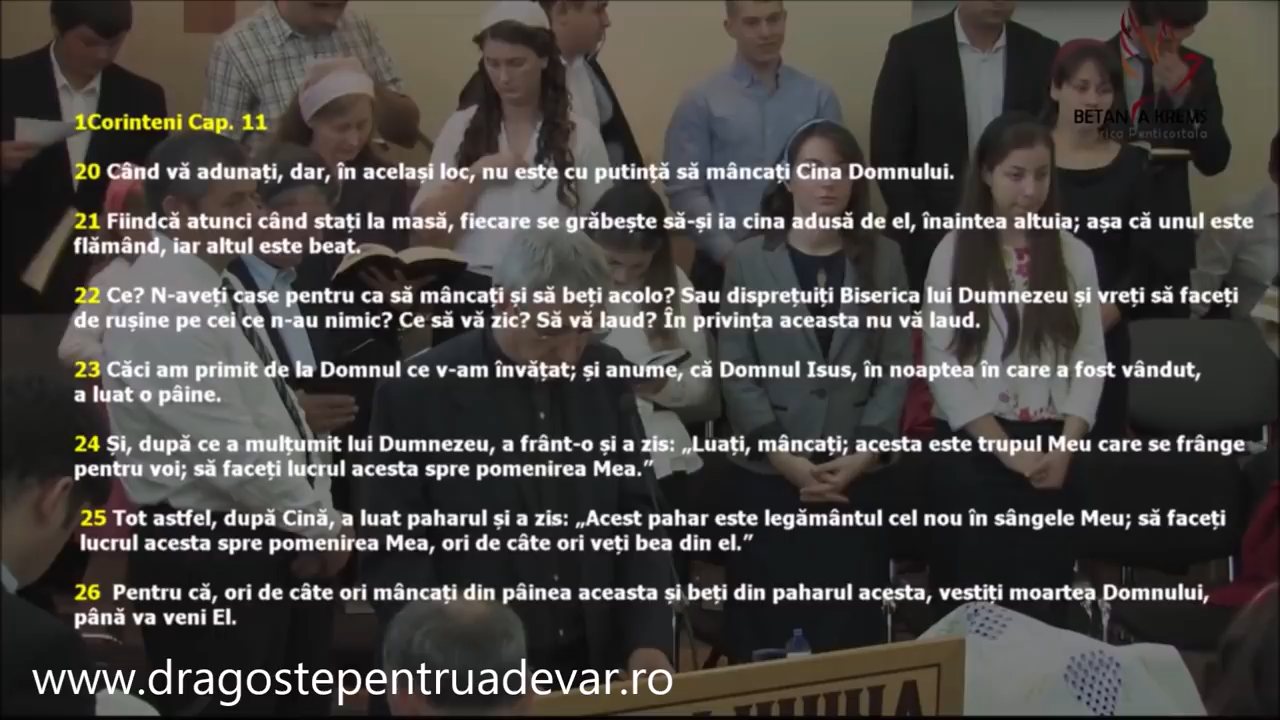 BETANIA KREMS
1Corinteni Cap. 11
20 Când vă adunați, dar, în același loc, nu este cu putință să mâncați Cina Domnului.
21 Fiindcă atunci când stați la masă, fiecare se grăbește să-și ia cina adusă de el, înaintea altuia; așa că unul este
flămând, iar altul este beat.
22 Ce? N-aveți case pentru ca să mâncați și să beți acolo? Sau disprețuiți Biserica lui Dumnezeu și vreți să faceți
de rușine pe cei ce n-au nimic? Ce să vă zic? Să vă laud? În privința aceasta nu vă laud.
23 Căci am primit de la Domnul ce v-am învățat; și anume, că Domnul Isus, în noaptea în care a fost vândut,
a luat o pâine.
24 Și, după ce a mulțumit lui Dumnezeu, a frânt-o și a zis: „Luați, mâncați; acesta este trupul Meu care se frânge
pentru voi; să faceți lucrul acesta spre pomenirea Mea.”
25 Tot astfel, după Cină, a luat paharul și a zis: „Acest pahar este legământul cel nou în sângele Meu; să faceți
lucrul acesta spre pomenirea Mea, ori de câte ori veți bea din el.”
26 Pentru că, ori de câte ori mâncați din pâinea aceasta și beți din paharul acesta, vestiți moartea Domnului,
până va veni El.
www.dragostepentruadevar.ro